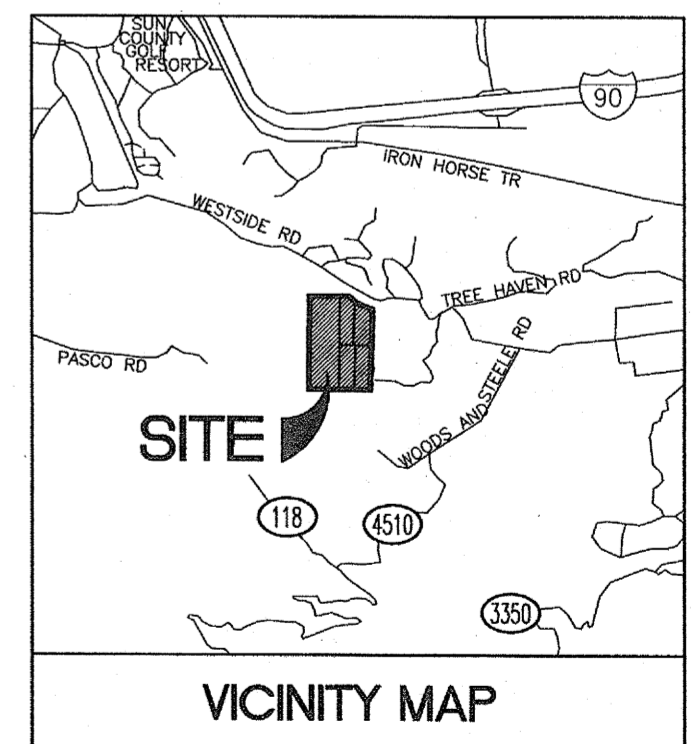 SUN
COUNTY
GOLF
RESORT
90
IRON HORSE TR
WESTSIDE RD
TREE HAVEN RD
PASCO RD
WOODS AND STEELE RD
SITE
118
4510
3350
VICINITY MAP